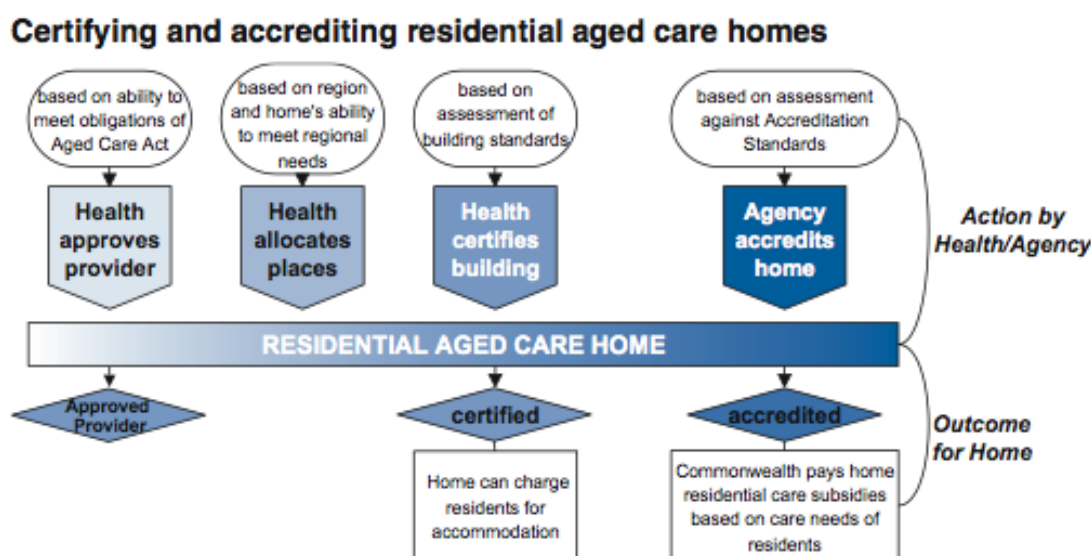 Certifying and accrediting residential aged care homes
based on ability to
meet obligations of
Aged Care Act
based on region
and home's ability
to meet regional
needs
based on
assessment of
building standards
based on assessment
against Accreditation
Standards
Health
approves
provider
Health
allocates
places
Health
certifies
building
Agency
accredits
home
Action by
Health/Agency
RESIDENTIAL AGED CARE HOME
Approved
Provider
certified
accredited
Outcome
for Home
Home can charge
residents for
accommodation
Commonwealth pays home
residential care subsidies
based on care needs of
residents